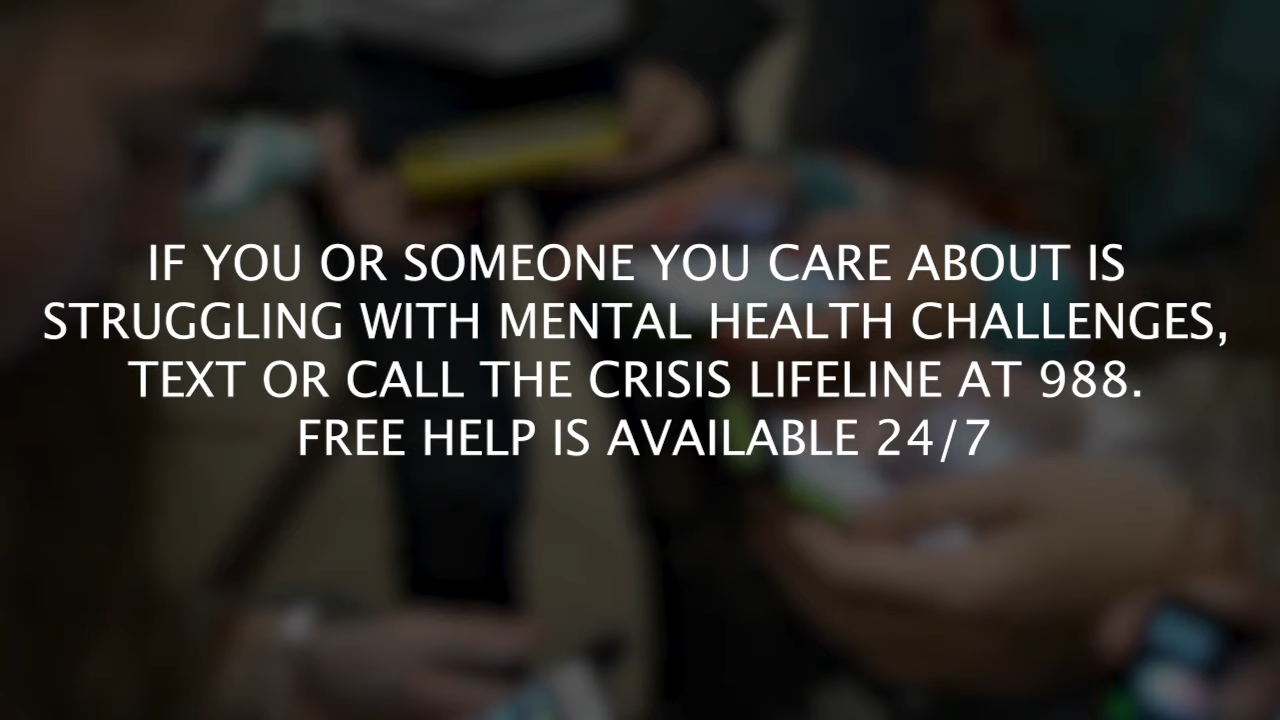 IF YOU OR SOMEONE YOU CARE ABOUT IS
STRUGGLING WITH MENTAL HEALTH CHALLENGES,
TEXT OR CALL THE CRISIS LIFELINE AT 988.
FREE HELP IS AVAILABLE 24/7